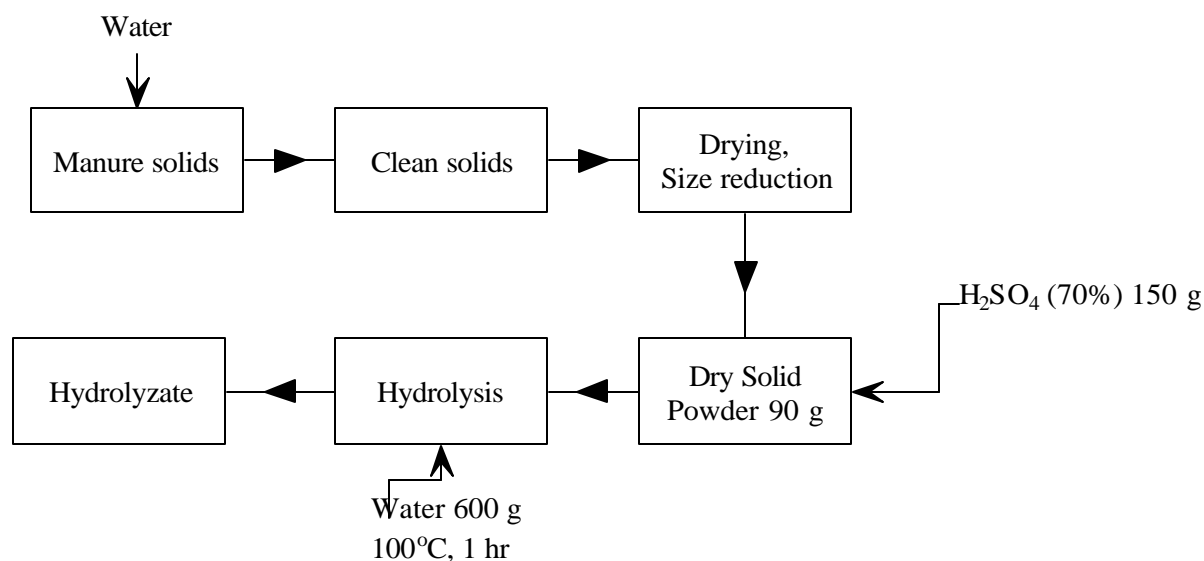 Water
Manure solids
Clean solids
Drying,
Size reduction
H₂SO₄ (70%) 150 g
Dry Solid
Powder 90 g
Hydrolysis
Hydrolyzate
Water 600 g
100°C, 1 hr